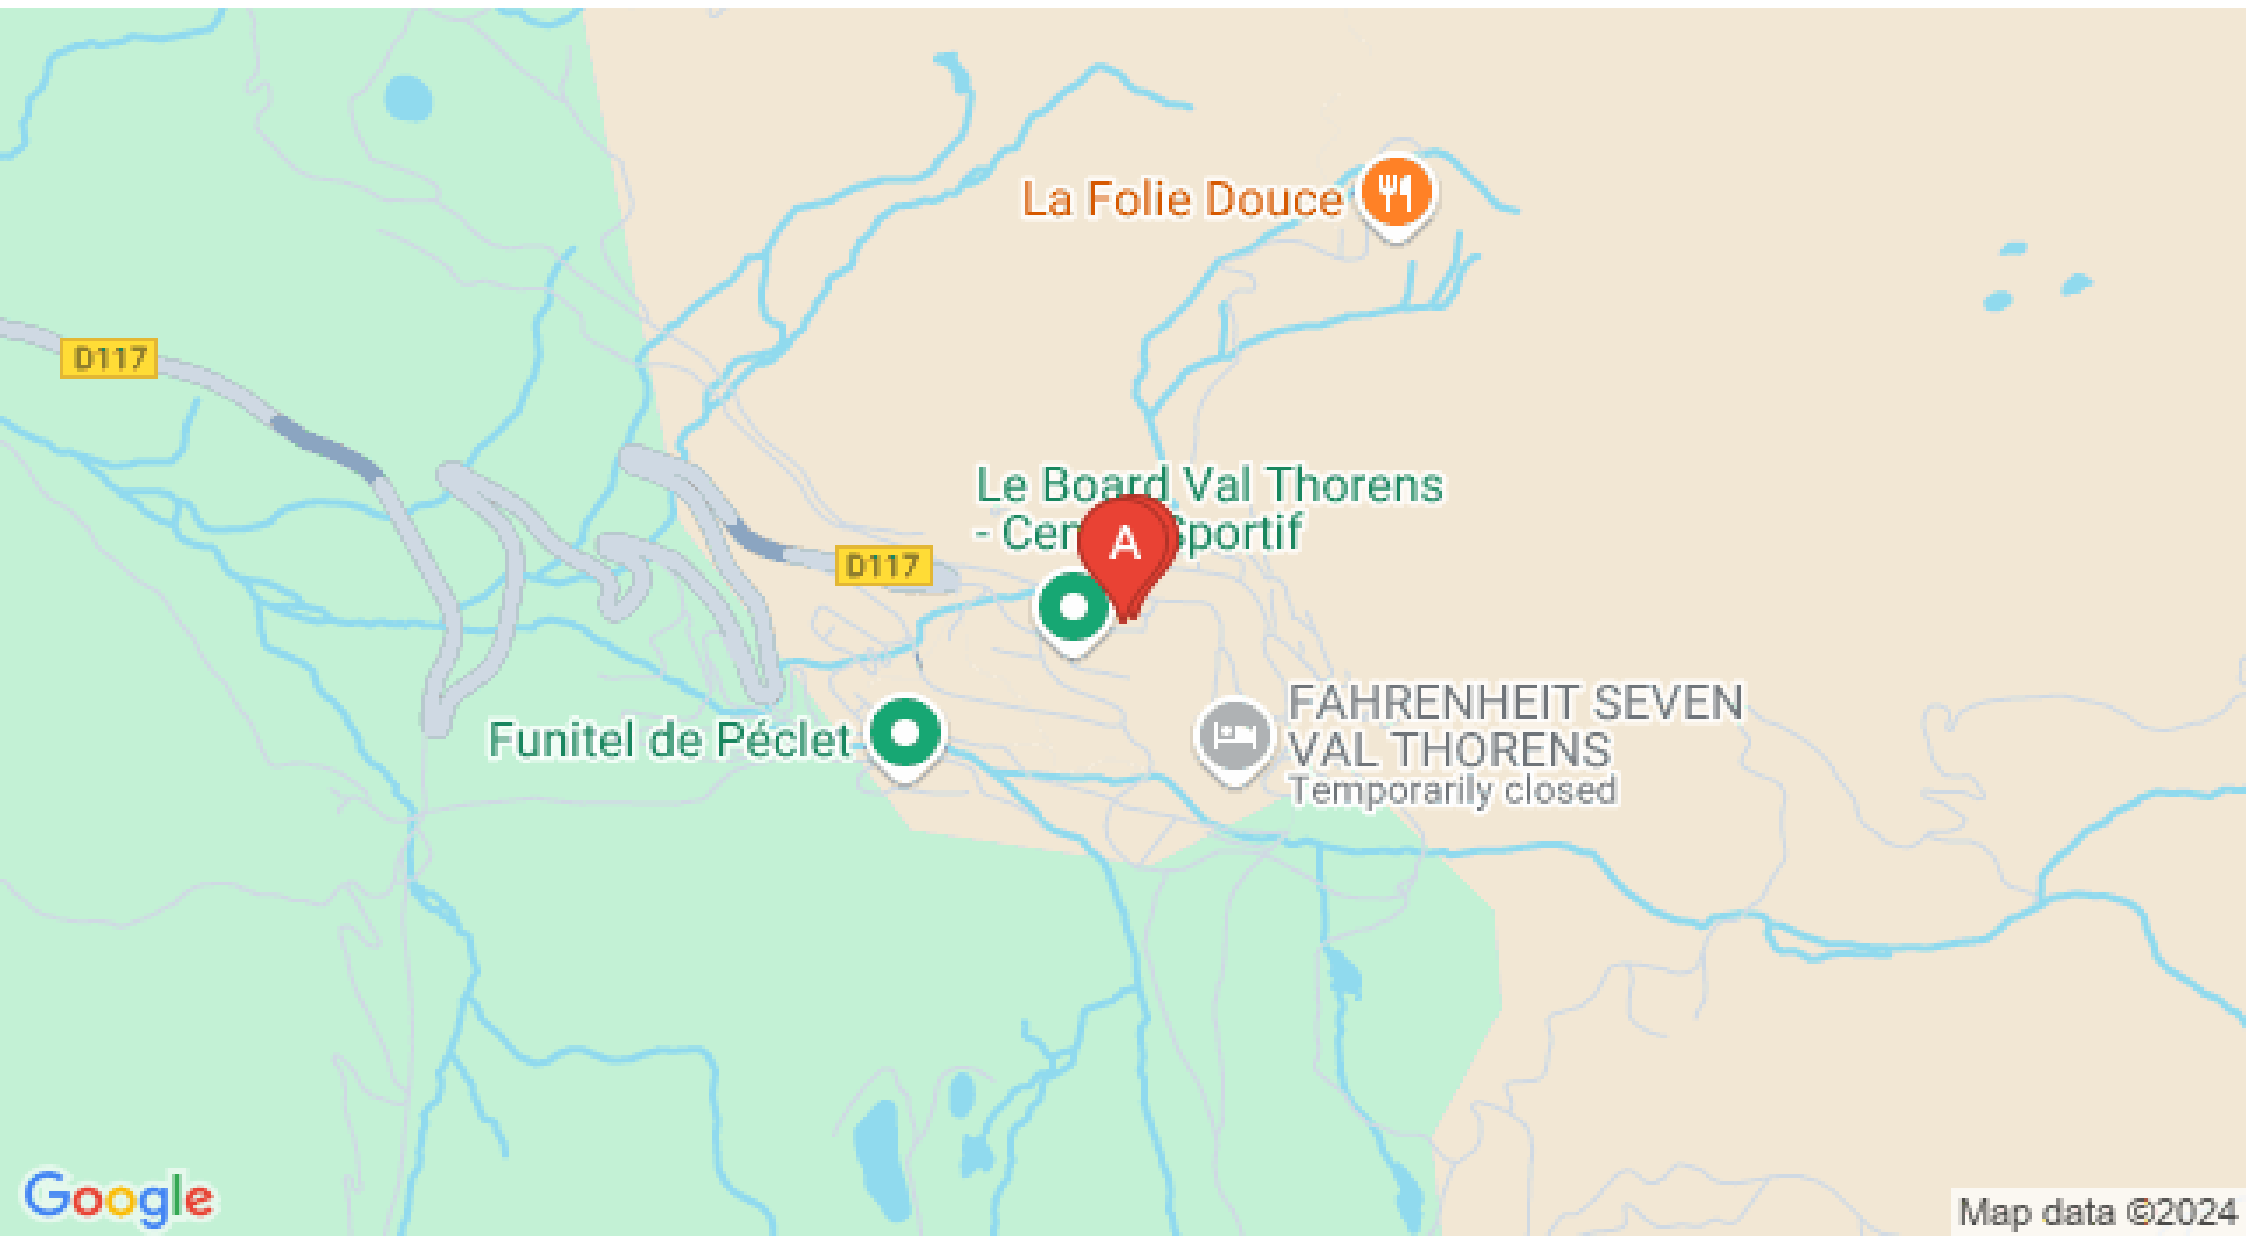 La Folie Douce
D117
Le Board Val Thorens
- Cen Sportif
A
D117
FAHRENHEIT SEVEN
VAL THORENS
Temporarily closed
Funitel de Péclet
Google
Map data ©2024